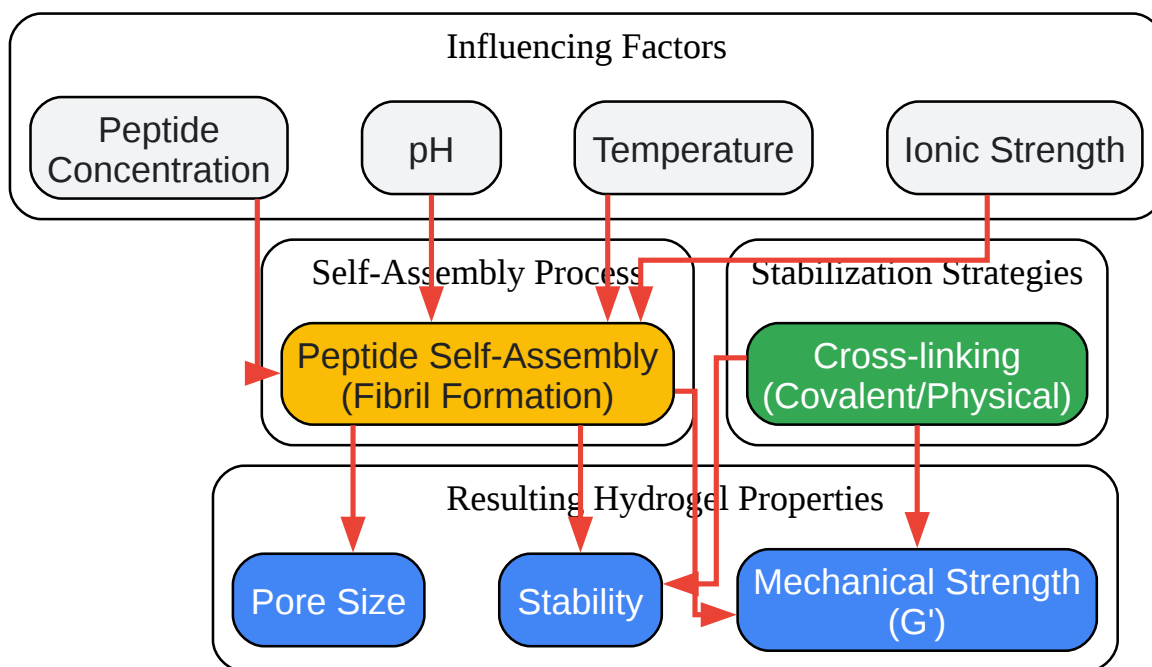 Influencing Factors
Peptide
Concentration
pH
Temperature
Ionic Strength
Self-Assembly Process
Stabilization Strategies
Peptide Self-Assembly
(Fibril Formation)
Cross-linking
(Covalent/Physical)
Resulting Hydrogel Properties
Pore Size
Stability
Mechanical Strength
(G')